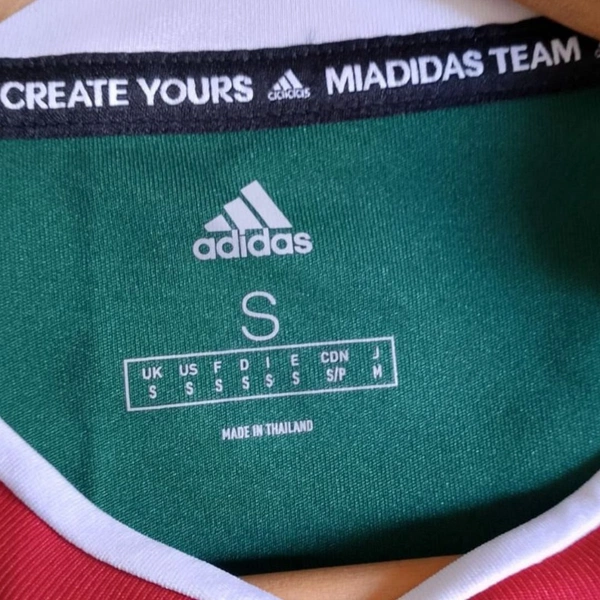 CREATE YOURS adidas MIADIDAS TEAM
adidas
S
UK US F D I E CDN J
S S S S S S S/P M
MADE IN THAILAND